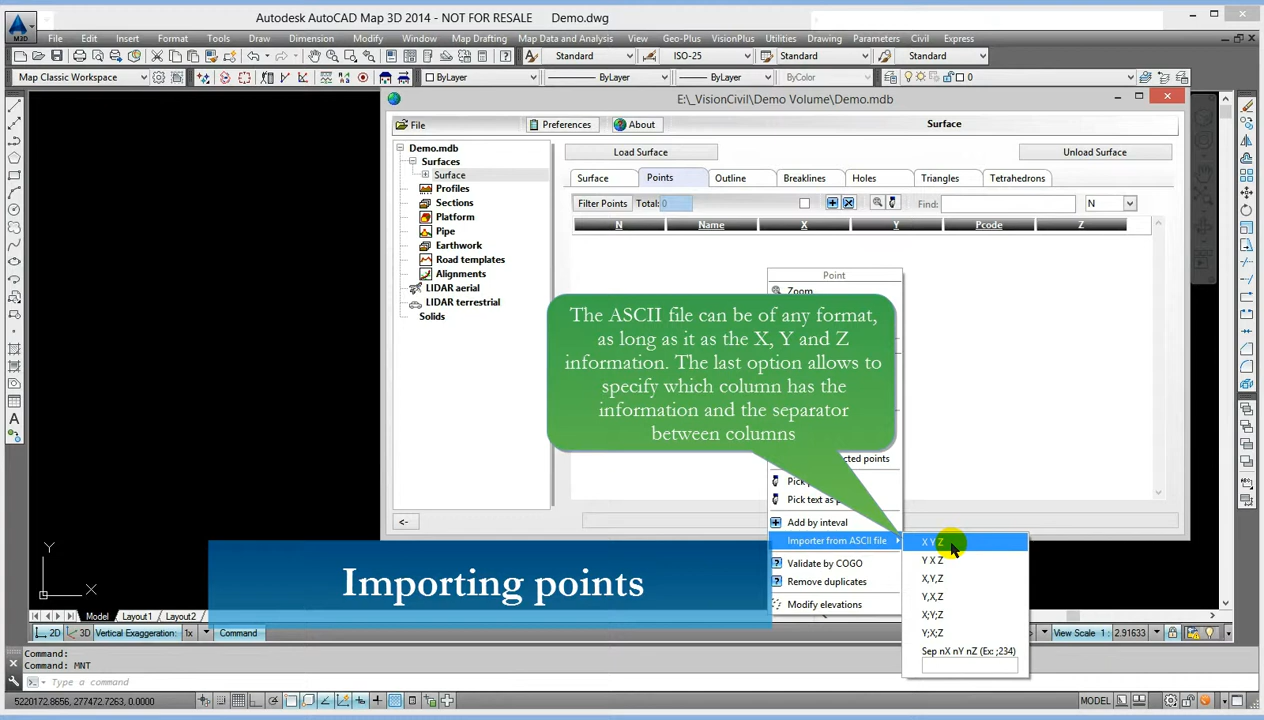 Autodesk AutoCAD Map 3D 2014 - NOT FOR RESALE Demo.dwg
M3D
File Edit Insert Format Tools Draw Dimension Modify Window Map Drafting Map Data and Analysis Geo Vision VisionPlus Utilities Drawing Parameters Civil Express
Standard ISO-25 Standard Standard
Map Classic Workspace ByLayer ByLayer ByLayer ByColor 0
E:\_VisionCivil\Demo Volume\Demo.mdb
File Preferences About Surface
Demo.mdb
Surfaces
Surface
Profiles
Sections
Platform
Pipe
Earthwork
Road templates
Alignments
LIDAR aerial
LIDAR terrestrial
Solids
<-
Load Surface Unload Surface
Surface Points Outline Breaklines Holes Triangles Tetrahedrons
Filter Points Total: 0 Find: N
N Name X Y Pcode Z
Point
Zoom
The ASCII file can be of any format,
as long as it as the X, Y and Z
information. The last option allows to
specify which column has the
information and the separator
between columns
cted points
Pick
Pick text as p
Add by inteval
Importer from ASCII file
Validate by COGO
Remove duplicates
Modify elevations
X Y Z
Y X Z
X,Y,Z
Y,X,Z
X;Y;Z
Y;X;Z
Sep nX nY nZ (Ex: ;234)
Importing points
Y
X
Model Layout1 Layout2
2D 3D Vertical Exaggeration: 1x Command View Scale 1 : 2.91633
Command:
Command: MNT
Type a command
5220172.8656, 277472.7263, 0.0000 MODEL